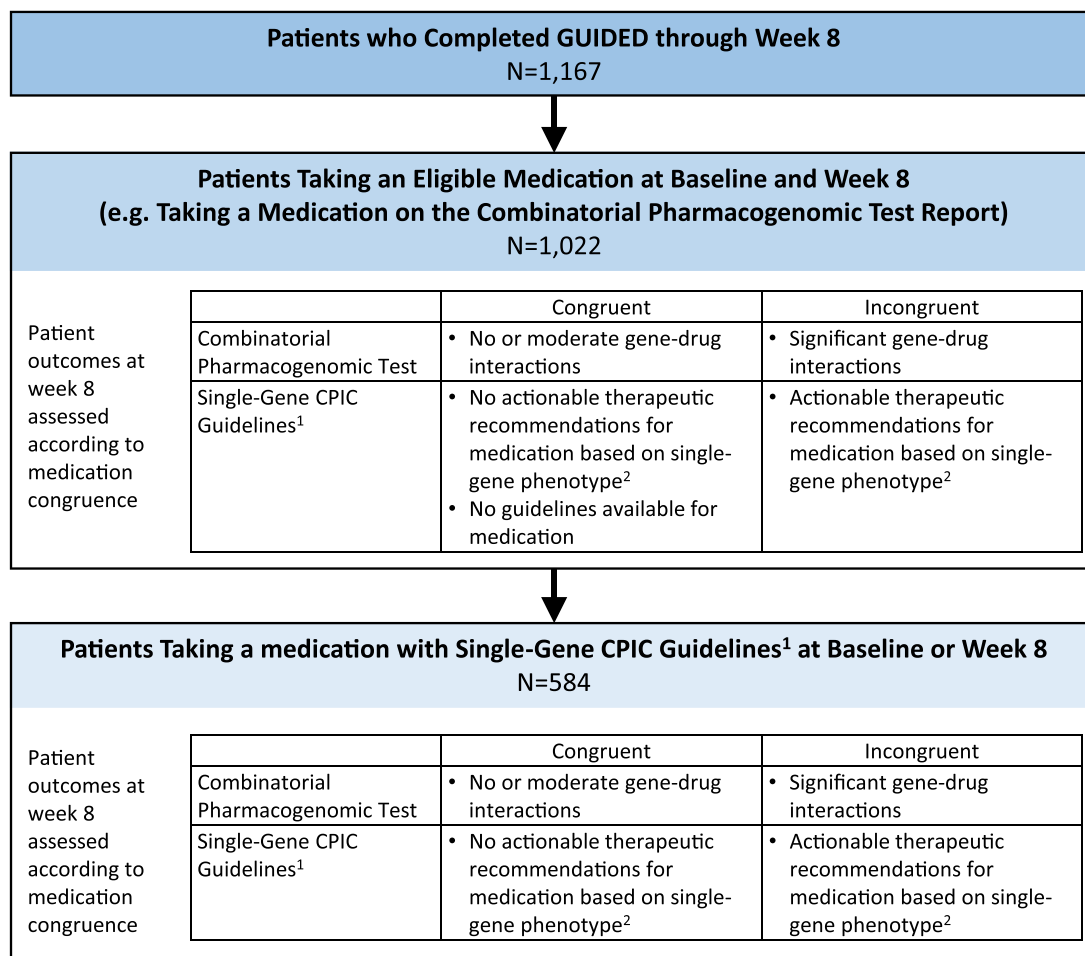 Patients who Completed GUIDED through Week 8
N=1,167
Patients Taking an Eligible Medication at Baseline and Week 8
(e.g. Taking a Medication on the Combinatorial Pharmacogenomic Test Report)
N=1,022
Patient
outcomes at
week 8
assessed
according to
medication
congruence
Congruent
Incongruent
Combinatorial
Pharmacogenomic Test
• No or moderate gene-drug
interactions
• Significant gene-drug
interactions
Single-Gene CPIC
Guidelines¹
• No actionable therapeutic
recommendations for
medication based on single-
gene phenotype²
• No guidelines available for
medication
• Actionable therapeutic
recommendations for
medication based on single-
gene phenotype²
Patients Taking a medication with Single-Gene CPIC Guidelines¹ at Baseline or Week 8
N=584
Patient
outcomes at
week 8
assessed
according to
medication
congruence
Congruent
Incongruent
Combinatorial
Pharmacogenomic Test
• No or moderate gene-drug
interactions
• Significant gene-drug
interactions
Single-Gene CPIC
Guidelines¹
• No actionable therapeutic
recommendations for
medication based on single-
gene phenotype²
• Actionable therapeutic
recommendations for
medication based on single-
gene phenotype²